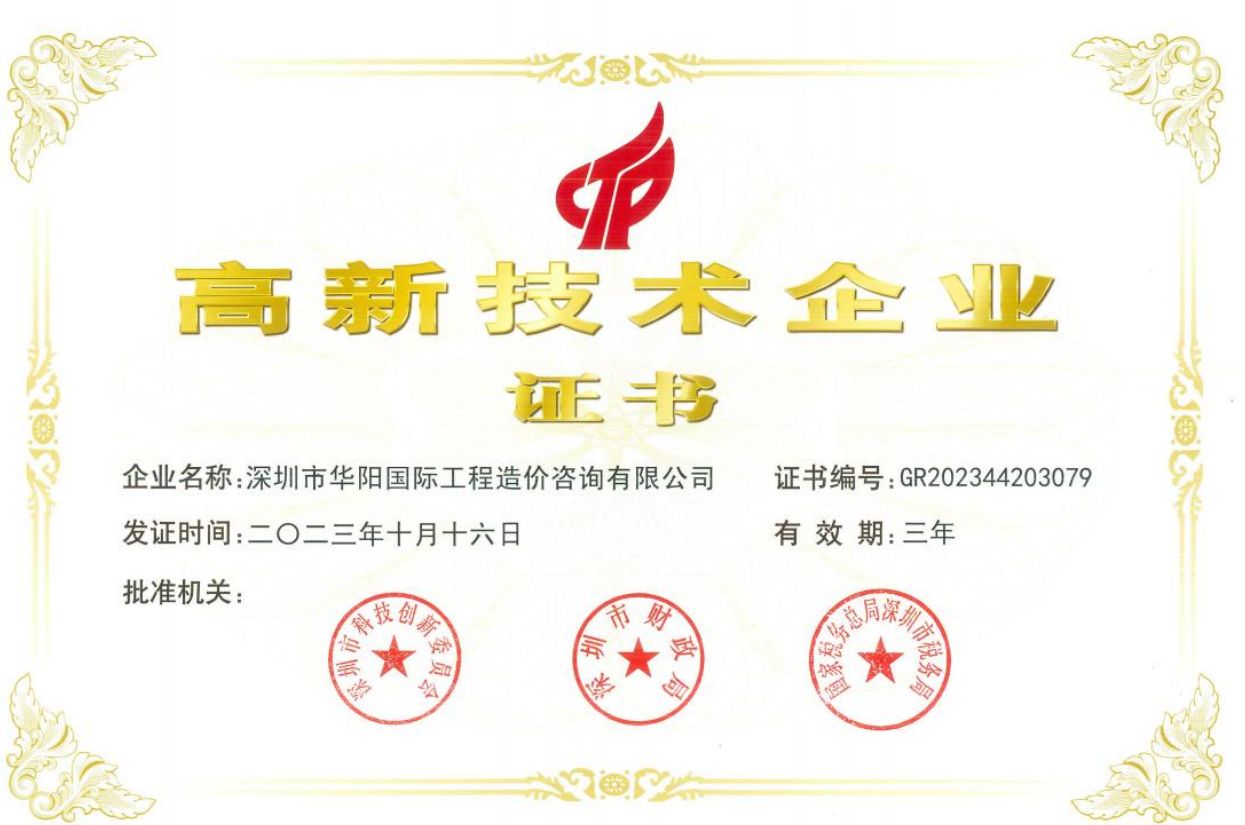 高新技术企业
证书
企业名称:深圳市华阳国际工程造价咨询有限公司
证书编号:GR202344203079
发证时间:二〇二三年十月十六日
有 效 期:三年
批准机关:
深圳市科技创新委员会
深圳市财政局
国家税务总局深圳市税务局